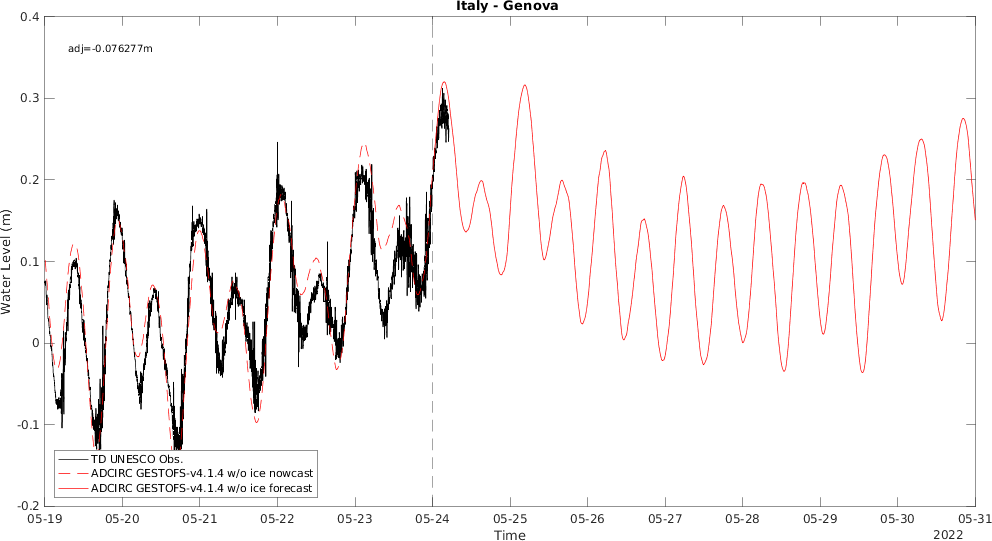 Italy - Genova
adj=-0.076277m
Water Level (m)
0.4
0.3
0.2
0.1
0
-0.1
-0.2
TD UNESCO Obs.
ADCIRC GESTOFS-v4.1.4 w/o ice nowcast
ADCIRC GESTOFS-v4.1.4 w/o ice forecast
05-19 05-20 05-21 05-22 05-23 05-24 05-25 05-26 05-27 05-28 05-29 05-30 05-31
Time
2022